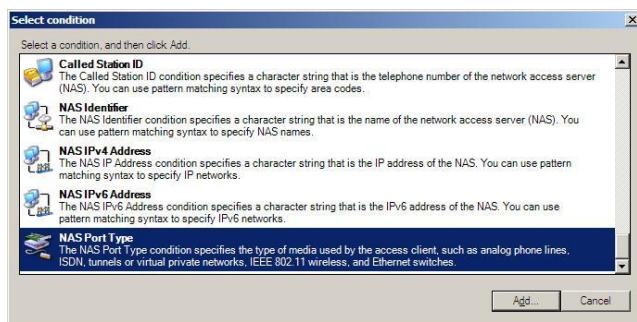 Select condition
Select a condition, and then click Add.
Called Station ID
The Called Station ID condition specifies a character string that is the telephone number of the network access server
(NAS). You can use pattern matching syntax to specify area codes.
NAS Identifier
The NAS Identifier condition specifies a character string that is the name of the network access server (NAS). You
can use pattern matching syntax to specify NAS names.
NAS IPv4 Address
The NAS IP Address condition specifies a character string that is the IP address of the NAS. You can use pattern
matching syntax to specify IP networks.
NAS IPv6 Address
The NAS IPv6 Address condition specifies a character string that is the IPv6 address of the NAS. You can use
pattern matching syntax to specify IPv6 networks.
NAS Port Type
The NAS Port Type condition specifies the type of media used by the access client, such as analog phone lines,
ISDN, tunnels or virtual private networks, IEEE 802.11 wireless, and Ethernet switches.
Add... Cancel